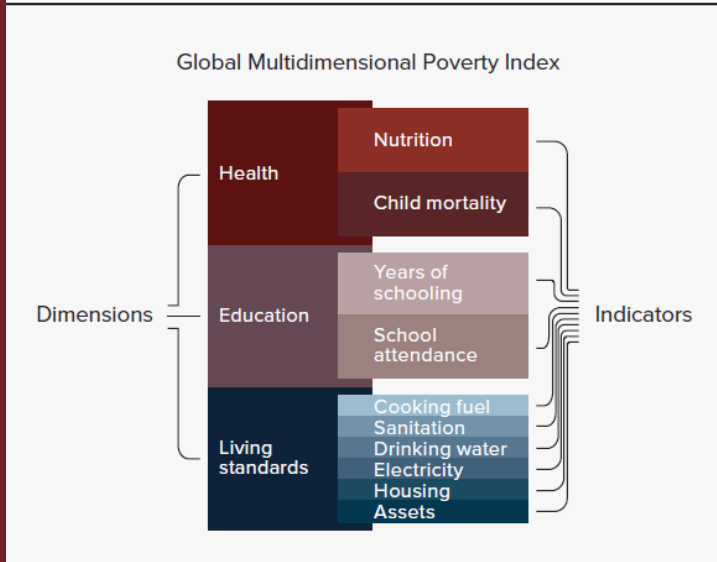 Global Multidimensional Poverty Index
Dimensions
Health
Nutrition
Child mortality
Education
Years of
schooling
School
attendance
Living
standards
Cooking fuel
Sanitation
Drinking water
Electricity
Housing
Assets
Indicators